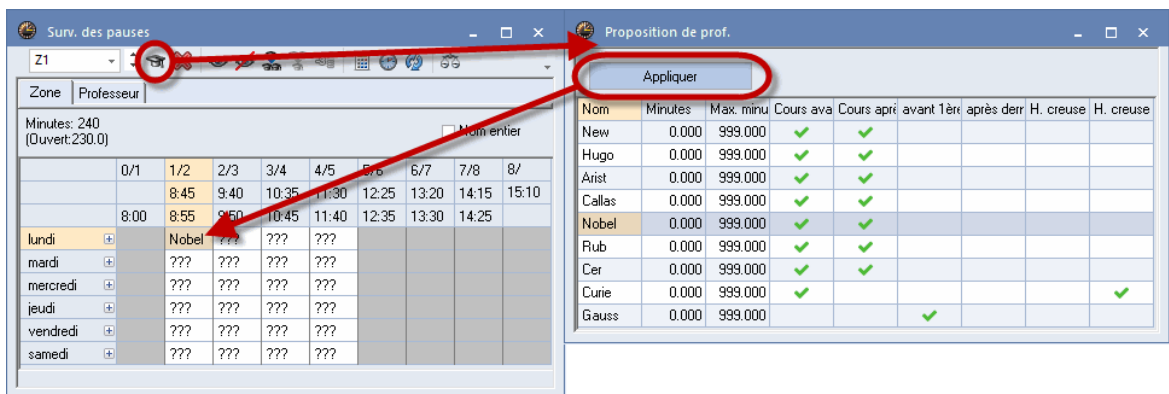 Surv. des pauses
Z1
Zone Professeur
Minutes: 240
(Ouvert:230.0)
Nom entier
0/1 1/2 2/3 3/4 4/5 5/6 6/7 7/8 8/
8:45 9:40 10:35 11:30 12:25 13:20 14:15 15:10
8:00 8:55 9:50 10:45 11:40 12:35 13:30 14:25
lundi Nobel ??? ??? ???
mardi ??? ??? ??? ???
mercredi ??? ??? ??? ???
jeudi ??? ??? ??? ???
vendredi ??? ??? ??? ???
samedi ??? ??? ??? ???
Proposition de prof.
Appliquer
Nom Minutes Max. minu Cours ava Cours aprè avant 1ère après derr H. creuse H. creuse
New 0.000 999.000
Hugo 0.000 999.000
Arist 0.000 999.000
Callas 0.000 999.000
Nobel 0.000 999.000
Rub 0.000 999.000
Cer 0.000 999.000
Curie 0.000 999.000
Gauss 0.000 999.000